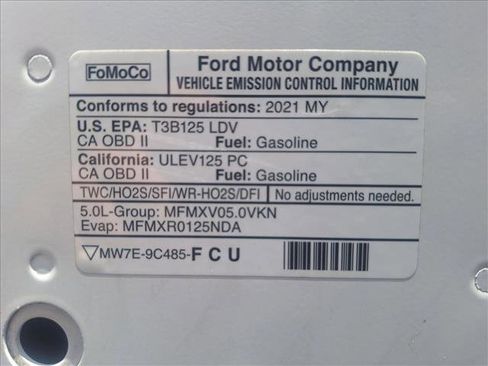 FoMoCo
Ford Motor Company
VEHICLE EMISSION CONTROL INFORMATION
Conforms to regulations: 2021 MY
U.S. EPA: T3B125 LDV
CA OBD II Fuel: Gasoline
California: ULEV125 PC
CA OBD II Fuel: Gasoline
TWC/HO2S/SFI/WR-HO2S/DFI No adjustments needed.
5.0L-Group: MFMXV05.0VKN
Evap: MFMXR0125NDA
▽MW7E-9C485-F C U